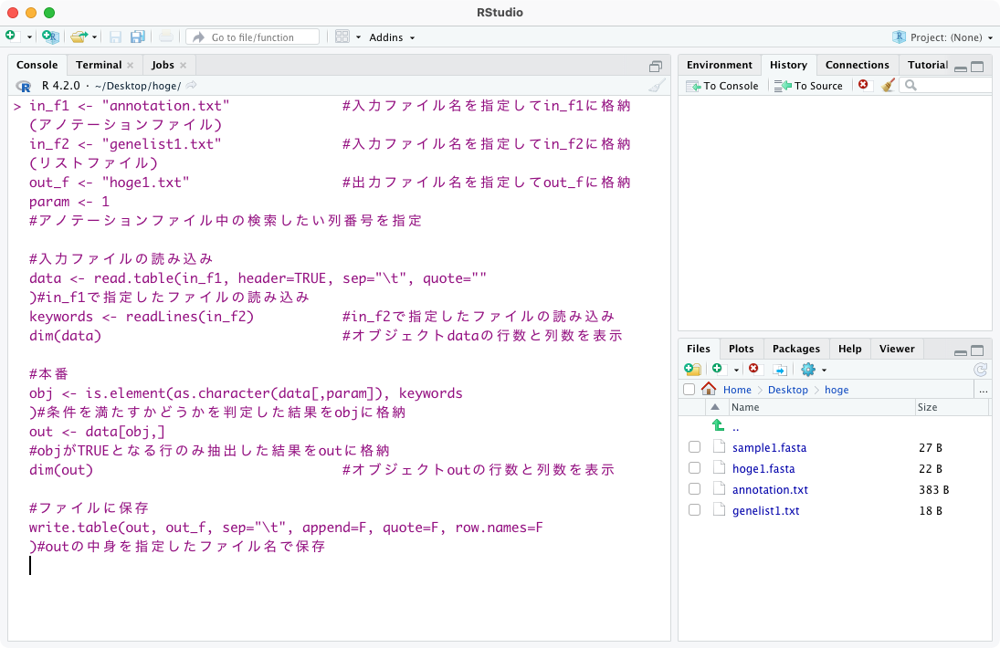 RStudio
Go to file/function
Addins
Project: (None)
Console
Terminal
Jobs
R 4.2.0 · ~/Desktop/hoge/
> in_f1 <- "annotation.txt" #入力ファイル名を指定してin_f1に格納
(アノテーションファイル)
in_f2 <- "genelist1.txt" #入力ファイル名を指定してin_f2に格納
(リストファイル)
out_f <- "hoge1.txt" #出力ファイル名を指定してout_fに格納
param <- 1
#アノテーションファイル中の検索したい列番号を指定
#入力ファイルの読み込み
data <- read.table(in_f1, header=TRUE, sep="\t", quote=""
)#in_f1で指定したファイルの読み込み
keywords <- readLines(in_f2) #in_f2で指定したファイルの読み込み
dim(data) #オブジェクトdataの行数と列数を表示
#本番
obj <- is.element(as.character(data[,param]), keywords
)#条件を満たすかどうかを判定した結果をobjに格納
out <- data[obj,]
#objがTRUEとなる行のみ抽出した結果をoutに格納
dim(out) #オブジェクトoutの行数と列数を表示
#ファイルに保存
write.table(out, out_f, sep="\t", append=F, quote=F, row.names=F
)#outの中身を指定したファイル名で保存
Environment
History
Connections
Tutorial
To Console
To Source
Files
Plots
Packages
Help
Viewer
Home
Desktop
hoge
...
Name
Size
..
sample1.fasta 27 B
hoge1.fasta 22 B
annotation.txt 383 B
genelist1.txt 18 B